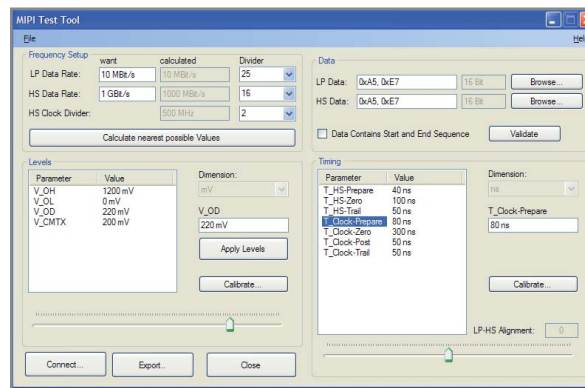 MIPI Test Tool
File Help
Frequency Setup
want calculated Divider
LP Data Rate: 10 MBit/s 10 MBit/s 25
HS Data Rate: 1 GBit/s 1000 MBit/s 16
HS Clock Divider: 500 MHz 2
Calculate nearest possible Values
Data
LP Data: 0xA5, 0xE7 16 Bit Browse...
HS Data: 0xA5, 0xE7 16 Bit Browse...
Data Contains Start and End Sequence Validate
Levels
Parameter Value
V_OH 1200 mV
V_OL 0 mV
V_OD 220 mV
V_CMTX 200 mV
Dimension:
mV
V_OD
220 mV
Apply Levels
Calibrate...
Timing
Parameter Value
T_HS-Prepare 40 ns
T_HS-Zero 100 ns
T_HS-Trail 50 ns
T_Clock-Prepare 80 ns
T_Clock-Zero 300 ns
T_Clock-Post 50 ns
T_Clock-Trail 50 ns
Dimension:
ns
T_Clock-Prepare
80 ns
Calibrate...
LP-HS Alignment: 0
Connect... Export... Close